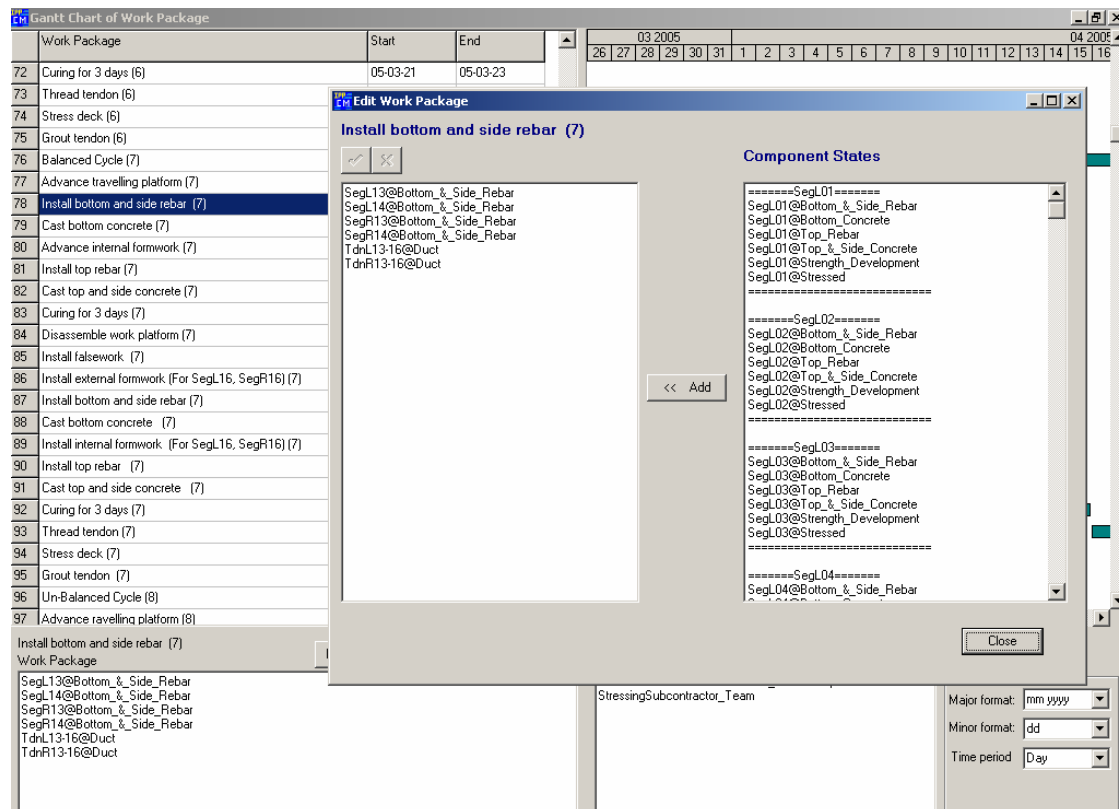 Gantt Chart of Work Package
Work Package Start End
03 2005 04 2005
26 27 28 29 30 31 1 2 3 4 5 6 7 8 9 10 11 12 13 14 15 16
72 Curing for 3 days (6) 05-03-21 05-03-23
73 Thread tendon (6)
74 Stress deck (6)
75 Grout tendon (6)
76 Balanced Cycle (7)
77 Advance travelling platform (7)
78 Install bottom and side rebar (7)
79 Cast bottom concrete (7)
80 Advance internal formwork (7)
81 Install top rebar (7)
82 Cast top and side concrete (7)
83 Curing for 3 days (7)
84 Disassemble work platform (7)
85 Install falsework (7)
86 Install external formwork (For SegL16, SegR16) (7)
87 Install bottom and side rebar (7)
88 Cast bottom concrete (7)
89 Install internal formwork (For SegL16, SegR16) (7)
90 Install top rebar (7)
91 Cast top and side concrete (7)
92 Curing for 3 days (7)
93 Thread tendon (7)
94 Stress deck (7)
95 Grout tendon (7)
96 Un-Balanced Cycle (8)
97 Advance ravelling platform (8)
Edit Work Package
Install bottom and side rebar (7)
SegL13@Bottom_&_Side_Rebar
SegL14@Bottom_&_Side_Rebar
SegR13@Bottom_&_Side_Rebar
SegR14@Bottom_&_Side_Rebar
TdnL13-16@Duct
TdnR13-16@Duct
<< Add
Component States
=======SegL01=======
SegL01@Bottom_&_Side_Rebar
SegL01@Bottom_Concrete
SegL01@Top_Rebar
SegL01@Top_&_Side_Concrete
SegL01@Strength_Development
SegL01@Stressed
============================
=======SegL02=======
SegL02@Bottom_&_Side_Rebar
SegL02@Bottom_Concrete
SegL02@Top_Rebar
SegL02@Top_&_Side_Concrete
SegL02@Strength_Development
SegL02@Stressed
============================
=======SegL03=======
SegL03@Bottom_&_Side_Rebar
SegL03@Bottom_Concrete
SegL03@Top_Rebar
SegL03@Top_&_Side_Concrete
SegL03@Strength_Development
SegL03@Stressed
============================
=======SegL04=======
SegL04@Bottom_&_Side_Rebar
Close
Install bottom and side rebar (7)
Work Package
SegL13@Bottom_&_Side_Rebar
SegL14@Bottom_&_Side_Rebar
SegR13@Bottom_&_Side_Rebar
SegR14@Bottom_&_Side_Rebar
TdnL13-16@Duct
TdnR13-16@Duct
StressingSubcontractor_Team
Major format: mm yyyy
Minor format: dd
Time period Day